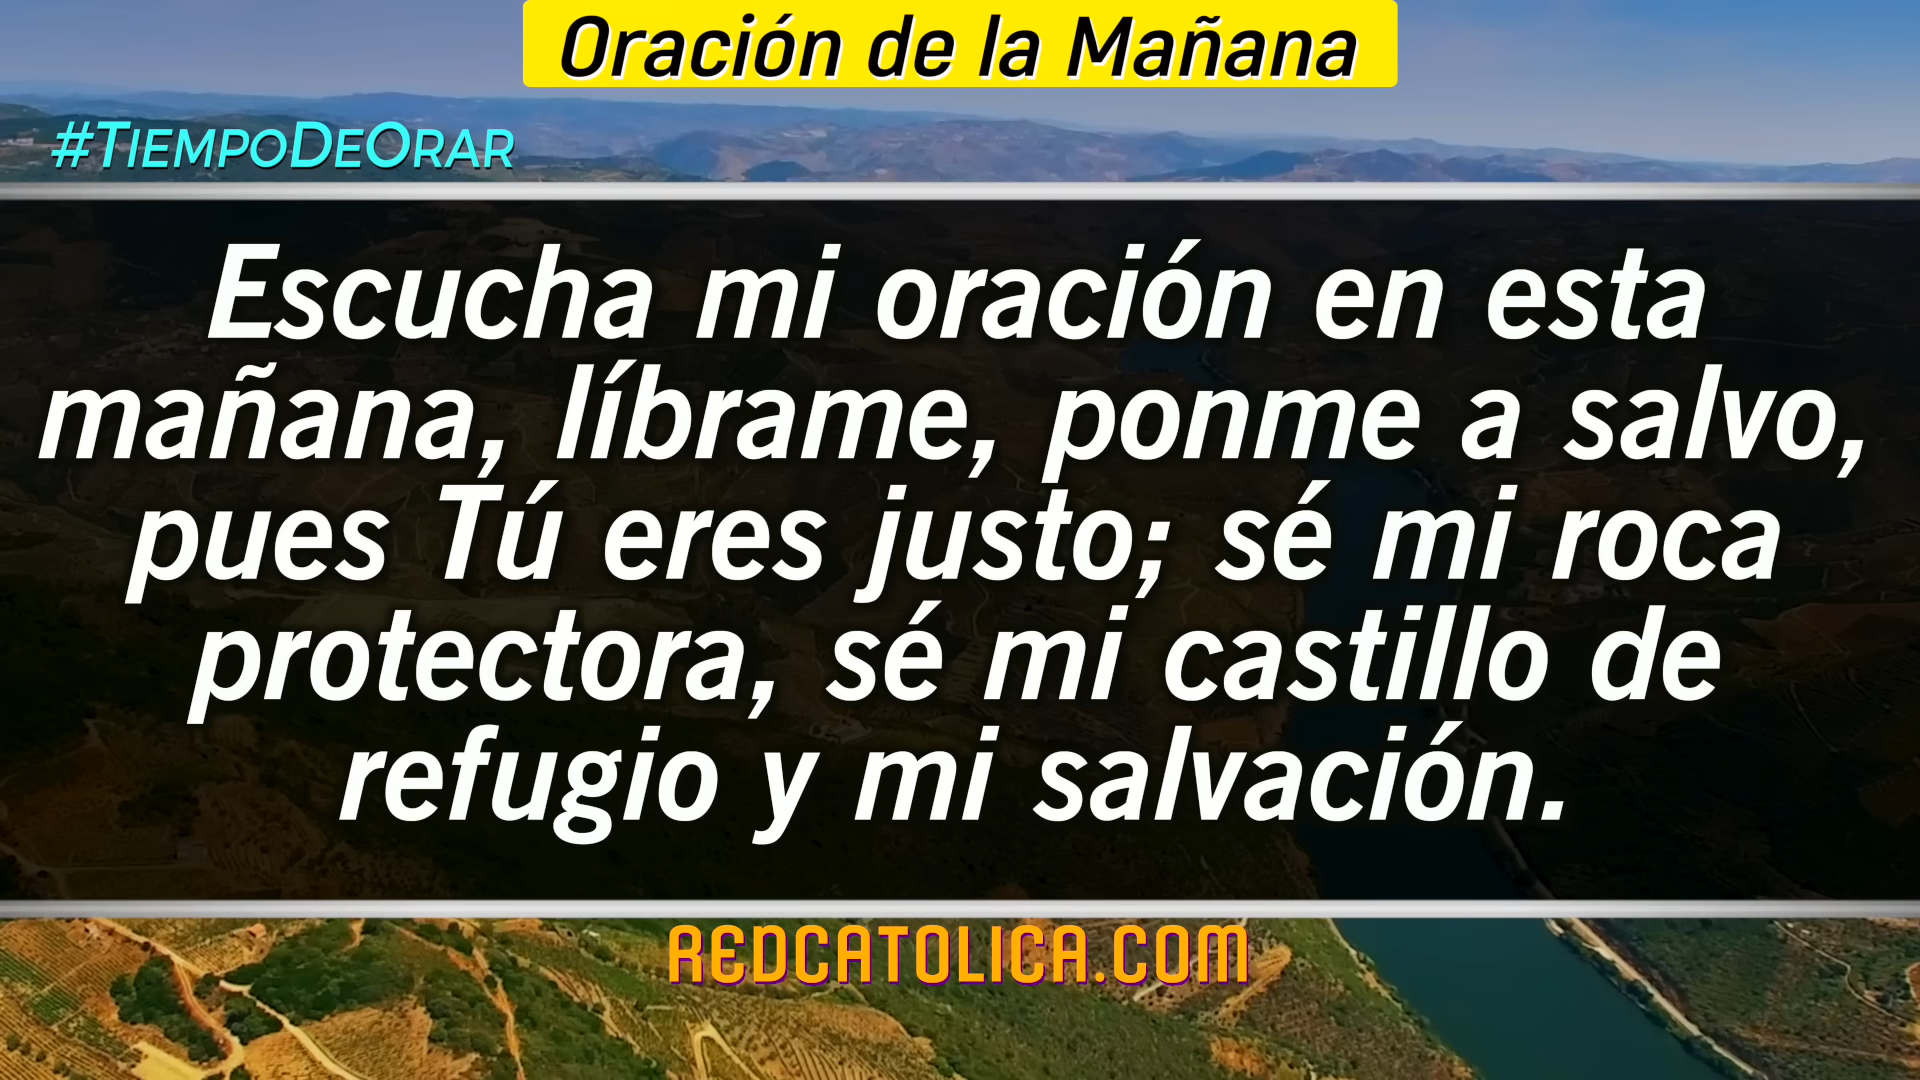 Oración de la Mañana
#TiempoDeOrar
Escucha mi oración en esta
mañana, líbrame, ponme a salvo,
pues Tú eres justo; sé mi roca
protectora, sé mi castillo de
refugio y mi salvación.
REDCATOLICA.COM